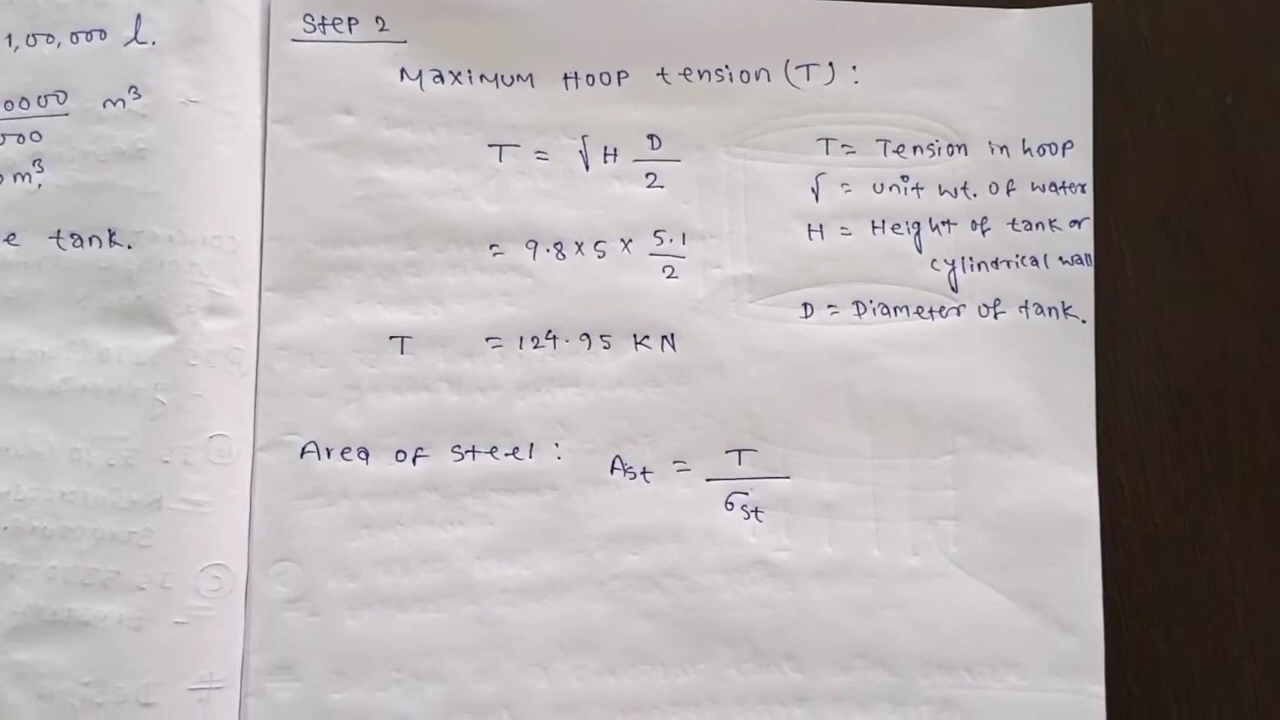 1,00,000 l.
0000 m³
000
m³.
e tank.
Step 2
Maximum Hoop tension (T) :
T = √ H D/2
= 9.8 × 5 × 5.1/2
T = 124.95 KN
T = Tension in hoop
√ = unit wt. of water
H = Height of tank or
cylindrical wall
D = Diameter of tank.
Area of steel : Ast = T/σst